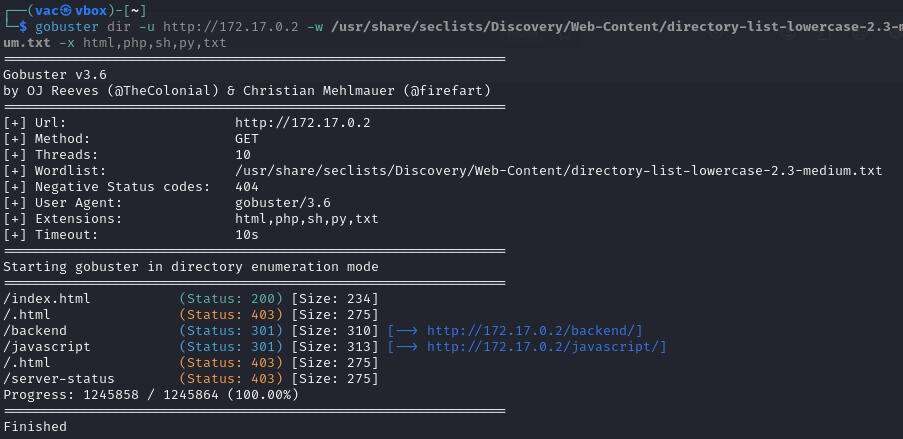 ┌──(vac㉿vbox)-[~]
└─$ gobuster dir -u http://172.17.0.2 -w /usr/share/seclists/Discovery/Web-Content/directory-list-lowercase-2.3-m
um.txt -x html,php,sh,py,txt
===============================================================
Gobuster v3.6
by OJ Reeves (@TheColonial) & Christian Mehlmauer (@firefart)
===============================================================
[+] Url:                     http://172.17.0.2
[+] Method:                  GET
[+] Threads:                 10
[+] Wordlist:                /usr/share/seclists/Discovery/Web-Content/directory-list-lowercase-2.3-medium.txt
[+] Negative Status codes:   404
[+] User Agent:              gobuster/3.6
[+] Extensions:              html,php,sh,py,txt
[+] Timeout:                 10s
===============================================================
Starting gobuster in directory enumeration mode
===============================================================
/index.html           (Status: 200) [Size: 234]
/.html                (Status: 403) [Size: 275]
/backend              (Status: 301) [Size: 310] [--> http://172.17.0.2/backend/]
/javascript           (Status: 301) [Size: 313] [--> http://172.17.0.2/javascript/]
/.html                (Status: 403) [Size: 275]
/server-status        (Status: 403) [Size: 275]
Progress: 1245858 / 1245864 (100.00%)
===============================================================
Finished